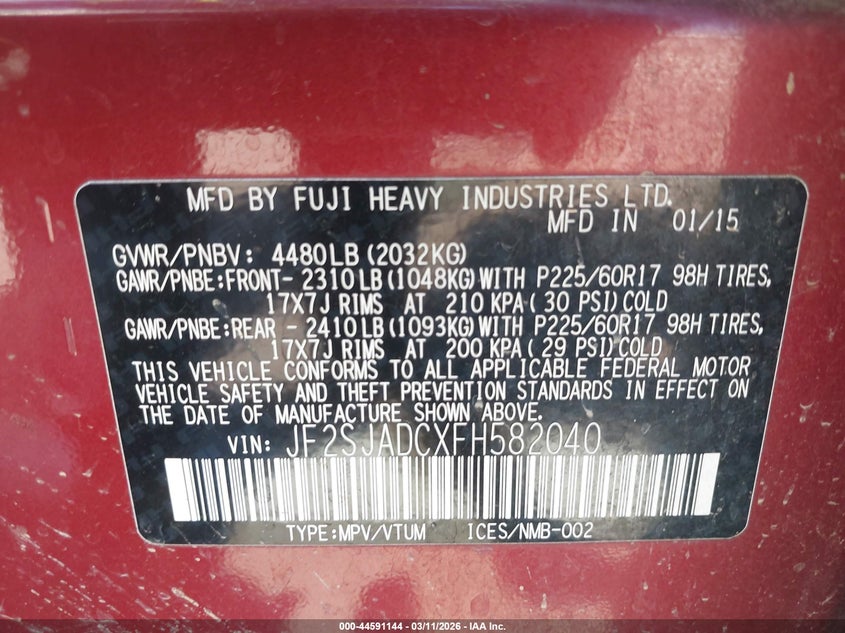 MFD BY FUJI HEAVY INDUSTRIES LTD.
MFD IN 01/15
GVWR/PNBV: 4480LB (2032KG)
GAWR/PNBE:FRONT- 2310LB (1048KG) WITH P225/60R17 98H TIRES,
17X7J RIMS AT 210 KPA ( 30 PSI) COLD
GAWR/PNBE:REAR - 2410LB (1093KG) WITH P225/60R17 98H TIRES,
17X7J RIMS AT 200 KPA ( 29 PSI) COLD
THIS VEHICLE CONFORMS TO ALL APPLICABLE FEDERAL MOTOR
VEHICLE SAFETY AND THEFT PREVENTION STANDARDS IN EFFECT ON
THE DATE OF MANUFACTURE SHOWN ABOVE.
VIN: JF2SJADCXFH582040
TYPE:MPV/VTUM ICES/NMB-002
000-44591144 - 03/11/2026 - IAA Inc.